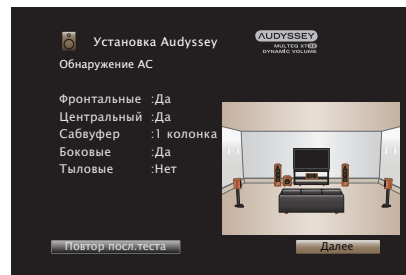 Установка Audyssey
AUDYSSEY
MULTEQ XT32
DYNAMIC VOLUME
Обнаружение АС
Фронтальные :Да
Центральный :Да
Сабвуфер :1 колонка
Боковые :Да
Тыловые :Нет
Повтор посл.теста
Далее